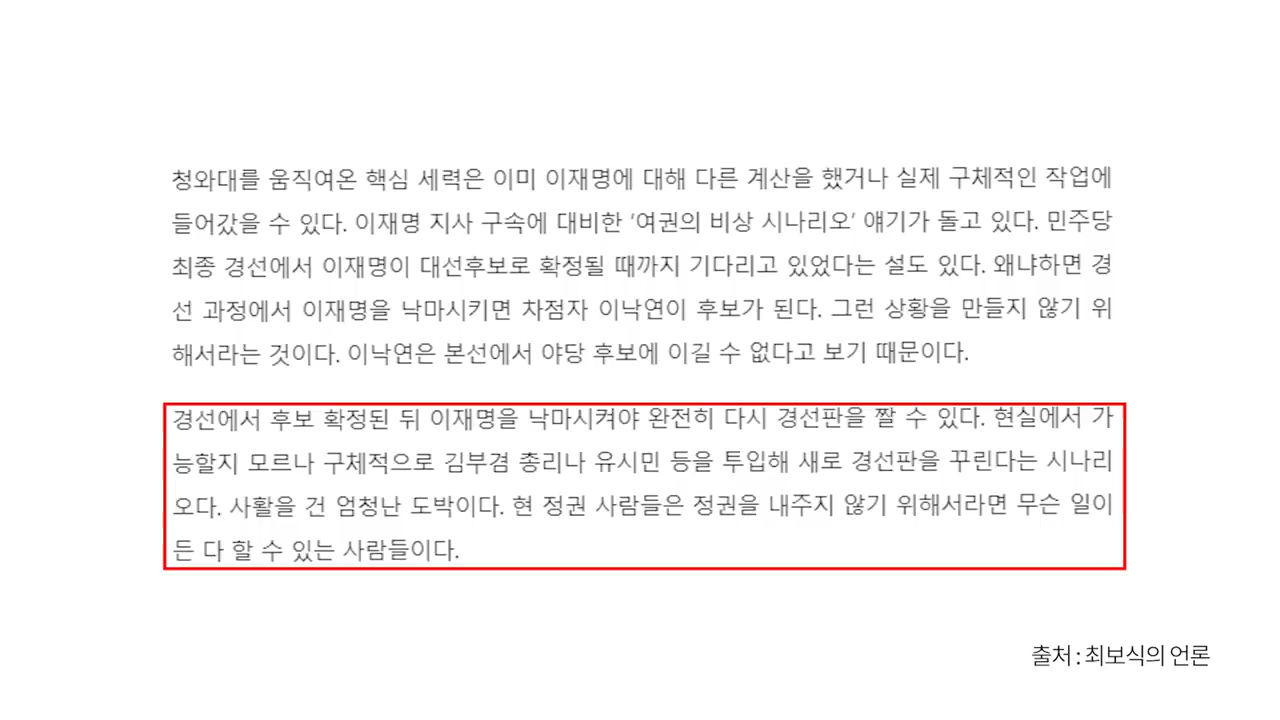 청와대를 움직여온 핵심 세력은 이미 이재명에 대해 다른 계산을 했거나 실제 구체적인 작업에
들어갔을 수 있다. 이재명 지사 구속에 대비한 ‘여권의 비상 시나리오’ 얘기가 돌고 있다. 민주당
최종 경선에서 이재명이 대선후보로 확정될 때까지 기다리고 있었다는 설도 있다. 왜냐하면 경
선 과정에서 이재명을 낙마시키면 차점자 이낙연이 후보가 된다. 그런 상황을 만들지 않기 위
해서라는 것이다. 이낙연은 본선에서 야당 후보에 이길 수 없다고 보기 때문이다.
경선에서 후보 확정된 뒤 이재명을 낙마시켜야 완전히 다시 경선판을 짤 수 있다. 현실에서 가
능할지 모르나 구체적으로 김부겸 총리나 유시민 등을 투입해 새로 경선판을 꾸린다는 시나리
오다. 사활을 건 엄청난 도박이다. 현 정권 사람들은 정권을 내주지 않기 위해서라면 무슨 일이
든 다 할 수 있는 사람들이다.
출처 : 최보식의 언론